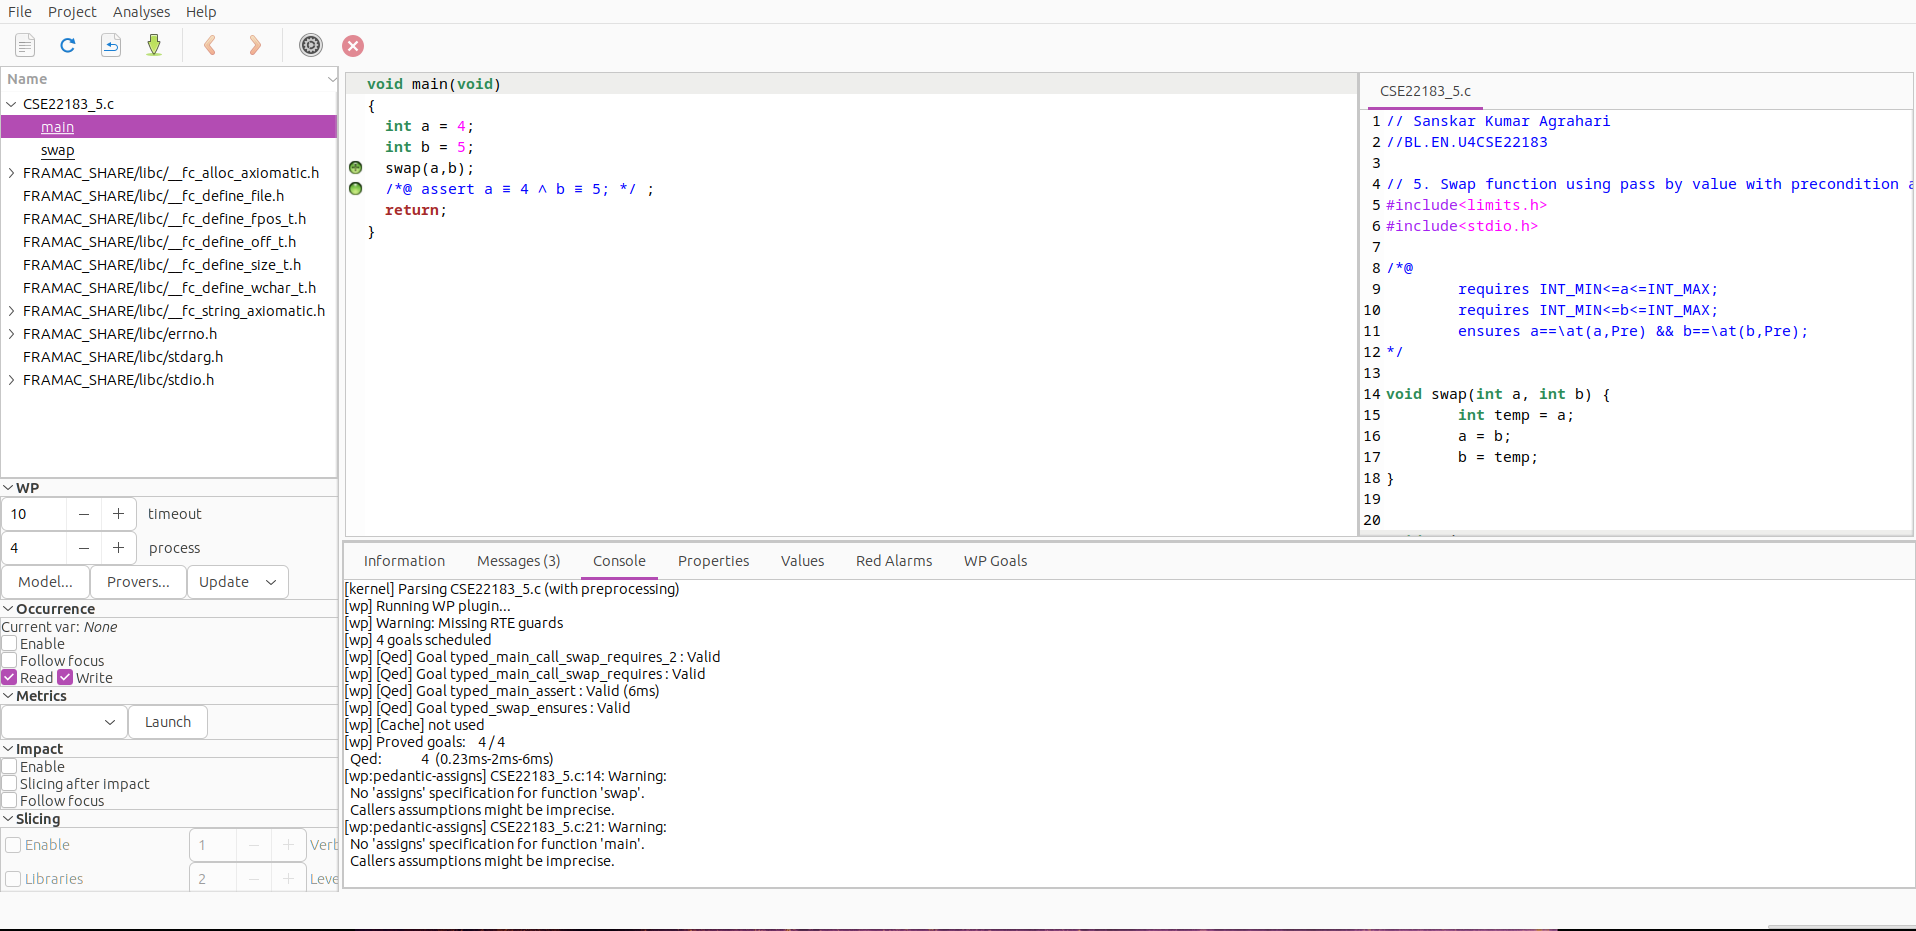 File Project Analyses Help
Name
CSE22183_5.c
main
swap
FRAMAC_SHARE/libc/__fc_alloc_axiomatic.h
FRAMAC_SHARE/libc/__fc_define_file.h
FRAMAC_SHARE/libc/__fc_define_fpos_t.h
FRAMAC_SHARE/libc/__fc_define_off_t.h
FRAMAC_SHARE/libc/__fc_define_size_t.h
FRAMAC_SHARE/libc/__fc_define_wchar_t.h
FRAMAC_SHARE/libc/__fc_string_axiomatic.h
FRAMAC_SHARE/libc/errno.h
FRAMAC_SHARE/libc/stdarg.h
FRAMAC_SHARE/libc/stdio.h
WP
10 − + timeout
4 − + process
Model... Provers... Update
Occurrence
Current var: None
Enable
Follow focus
Read Write
Metrics
Launch
Impact
Enable
Slicing after impact
Follow focus
Slicing
Enable 1 − + Verb
Libraries 2 − + Leve
void main(void)
{
int a = 4;
int b = 5;
swap(a,b);
/*@ assert a ≡ 4 ∧ b ≡ 5; */ ;
return;
}
CSE22183_5.c
1 // Sanskar Kumar Agrahari
2 //BL.EN.U4CSE22183
3
4 // 5. Swap function using pass by value with precondition a
5 #include<limits.h>
6 #include<stdio.h>
7
8 /*@
9 requires INT_MIN<=a<=INT_MAX;
10 requires INT_MIN<=b<=INT_MAX;
11 ensures a==\at(a,Pre) && b==\at(b,Pre);
12 */
13
14 void swap(int a, int b) {
15 int temp = a;
16 a = b;
17 b = temp;
18 }
19
20
Information Messages (3) Console Properties Values Red Alarms WP Goals
[kernel] Parsing CSE22183_5.c (with preprocessing)
[wp] Running WP plugin...
[wp] Warning: Missing RTE guards
[wp] 4 goals scheduled
[wp] [Qed] Goal typed_main_call_swap_requires_2 : Valid
[wp] [Qed] Goal typed_main_call_swap_requires : Valid
[wp] [Qed] Goal typed_main_assert : Valid (6ms)
[wp] [Qed] Goal typed_swap_ensures : Valid
[wp] [Cache] not used
[wp] Proved goals: 4 / 4
Qed: 4 (0.23ms-2ms-6ms)
[wp:pedantic-assigns] CSE22183_5.c:14: Warning:
No 'assigns' specification for function 'swap'.
Callers assumptions might be imprecise.
[wp:pedantic-assigns] CSE22183_5.c:21: Warning:
No 'assigns' specification for function 'main'.
Callers assumptions might be imprecise.